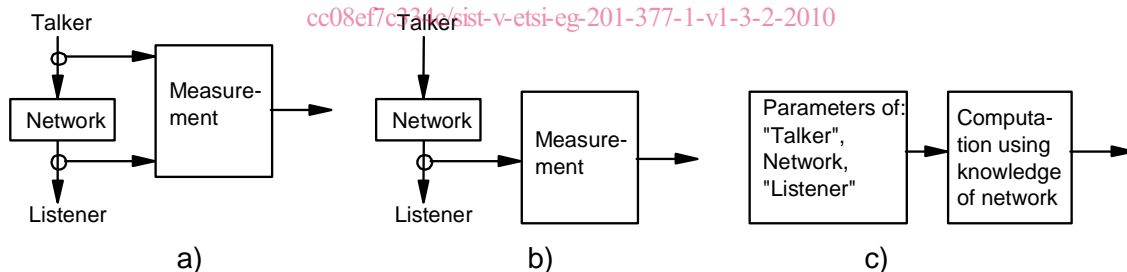 cc08ef7c334c/sist-v-etsi-eg-201-377-1-v1-3-2-2010
Talker
Network
Listener
Measure-
ment
a)
Talker
Network
Listener
Measure-
ment
b)
Parameters of:
"Talker",
Network,
"Listener"
Computa-
tion using
knowledge
of network
c)